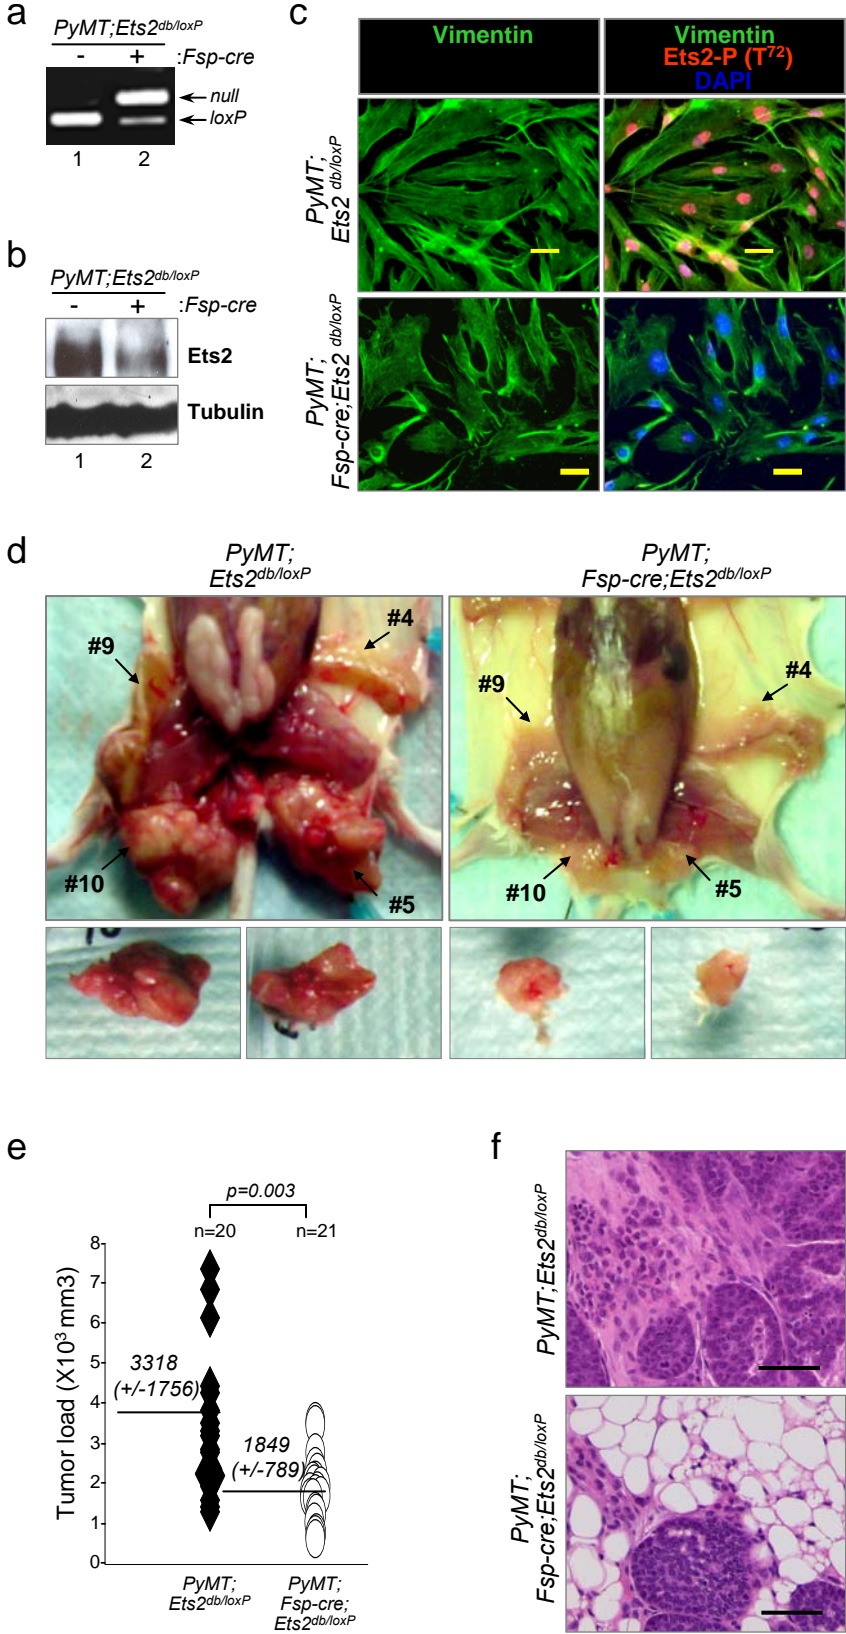 a
PyMT;Ets2db/loxP
- + :Fsp-cre
null
loxP
1 2
b
PyMT;Ets2db/loxP
- + :Fsp-cre
Ets2
Tubulin
1 2
c
Vimentin
Vimentin
Ets2-P (T72)
DAPI
PyMT;
Ets2 db/loxP
PyMT;
Fsp-cre;Ets2 db/loxP
d
PyMT;
Ets2db/loxP
PyMT;
Fsp-cre;Ets2db/loxP
#9
#4
#10
#5
#9
#4
#10
#5
e
p=0.003
n=20 n=21
Tumor load (X103 mm3)
8
7
6
5
4
3
2
1
0
3318
(+/-1756)
1849
(+/-789)
PyMT;
Ets2db/loxP
PyMT;
Fsp-cre;
Ets2db/loxP
f
PyMT;Ets2db/loxP
PyMT;
Fsp-cre;Ets2db/loxP